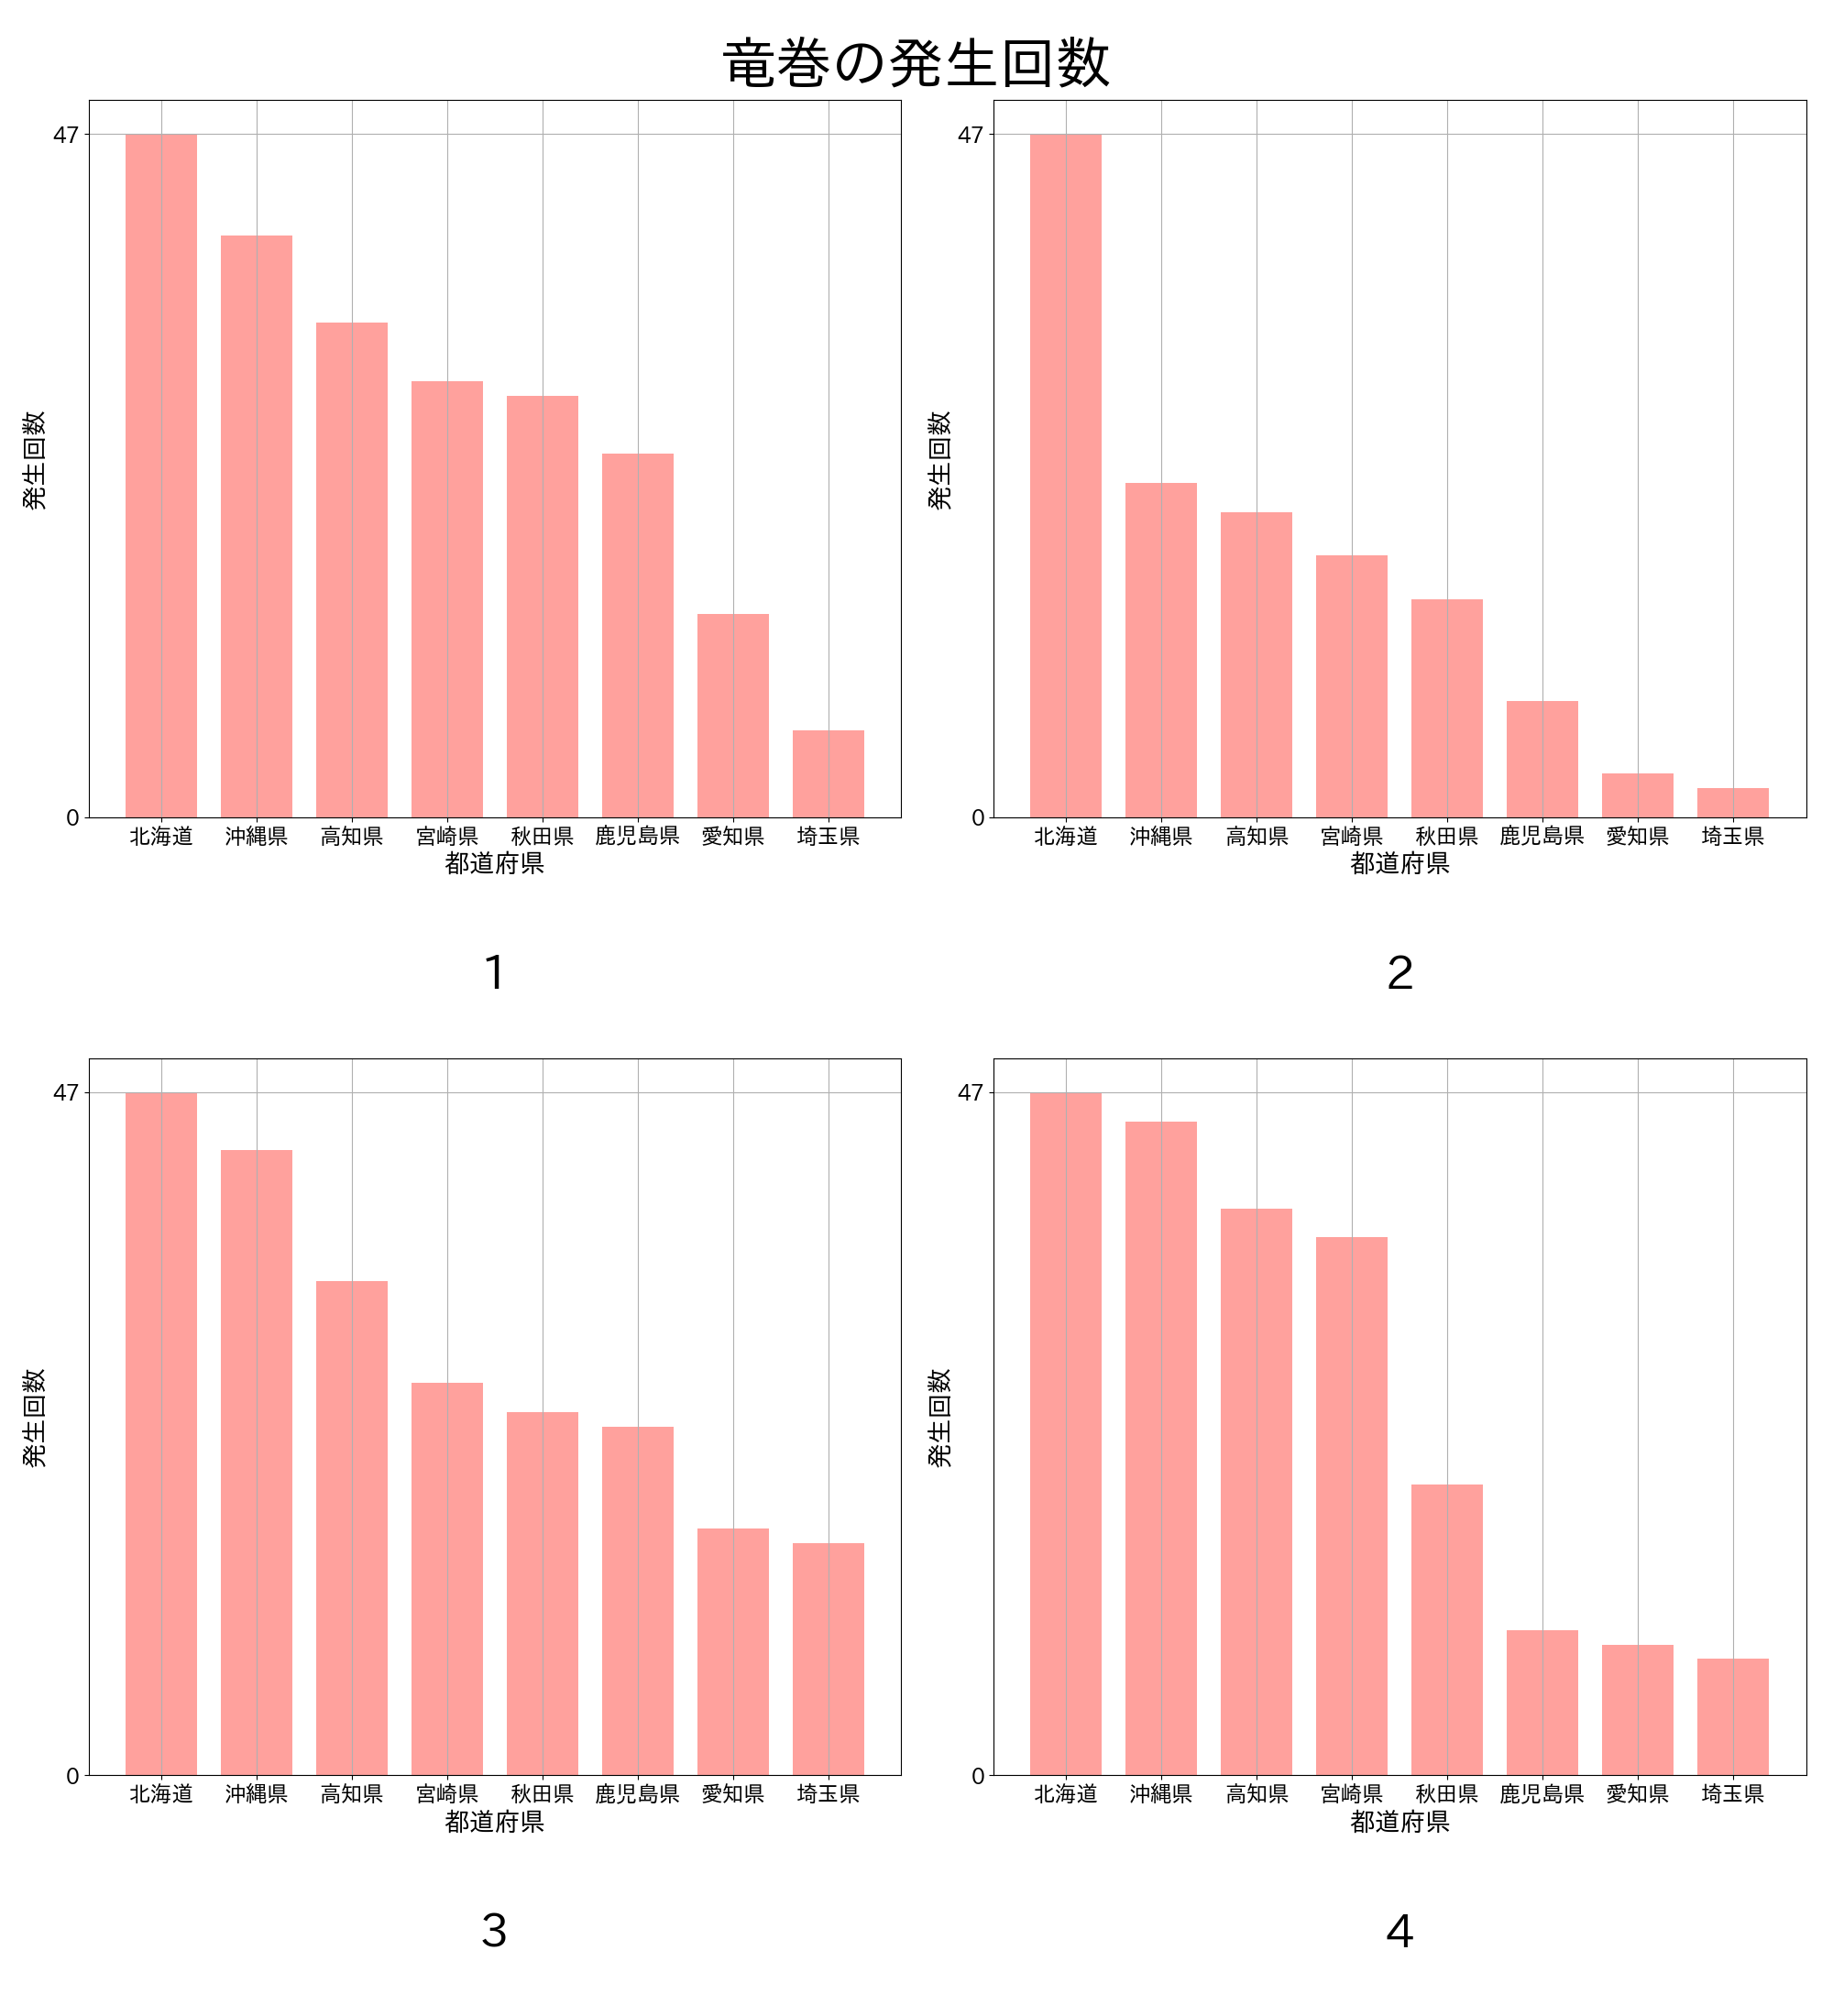 竜巻の発生回数
47
0
発生回数
北海道 沖縄県 高知県 宮崎県 秋田県 鹿児島県 愛知県 埼玉県
都道府県
1
47
0
発生回数
北海道 沖縄県 高知県 宮崎県 秋田県 鹿児島県 愛知県 埼玉県
都道府県
2
47
0
発生回数
北海道 沖縄県 高知県 宮崎県 秋田県 鹿児島県 愛知県 埼玉県
都道府県
3
47
0
発生回数
北海道 沖縄県 高知県 宮崎県 秋田県 鹿児島県 愛知県 埼玉県
都道府県
4